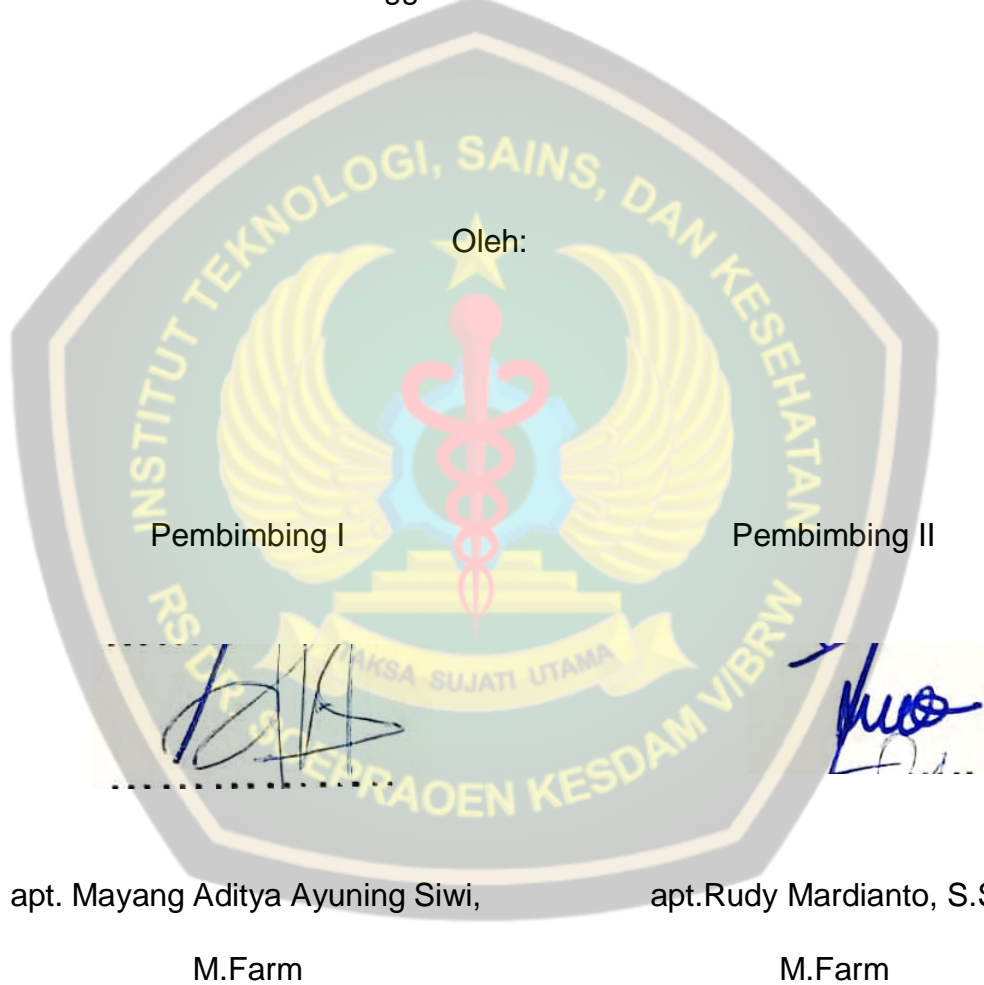 Oleh:
INSTITUT TEKNOLOGI, SAINS, DAN KESEHATAN
Pembimbing I Pembimbing II
TAKSA SUJATI UTAMA
RS DR. SOEPRAOEN KESDAM V/BRW
apt. Mayang Aditya Ayuning Siwi, apt.Rudy Mardianto, S.S
M.Farm M.Farm